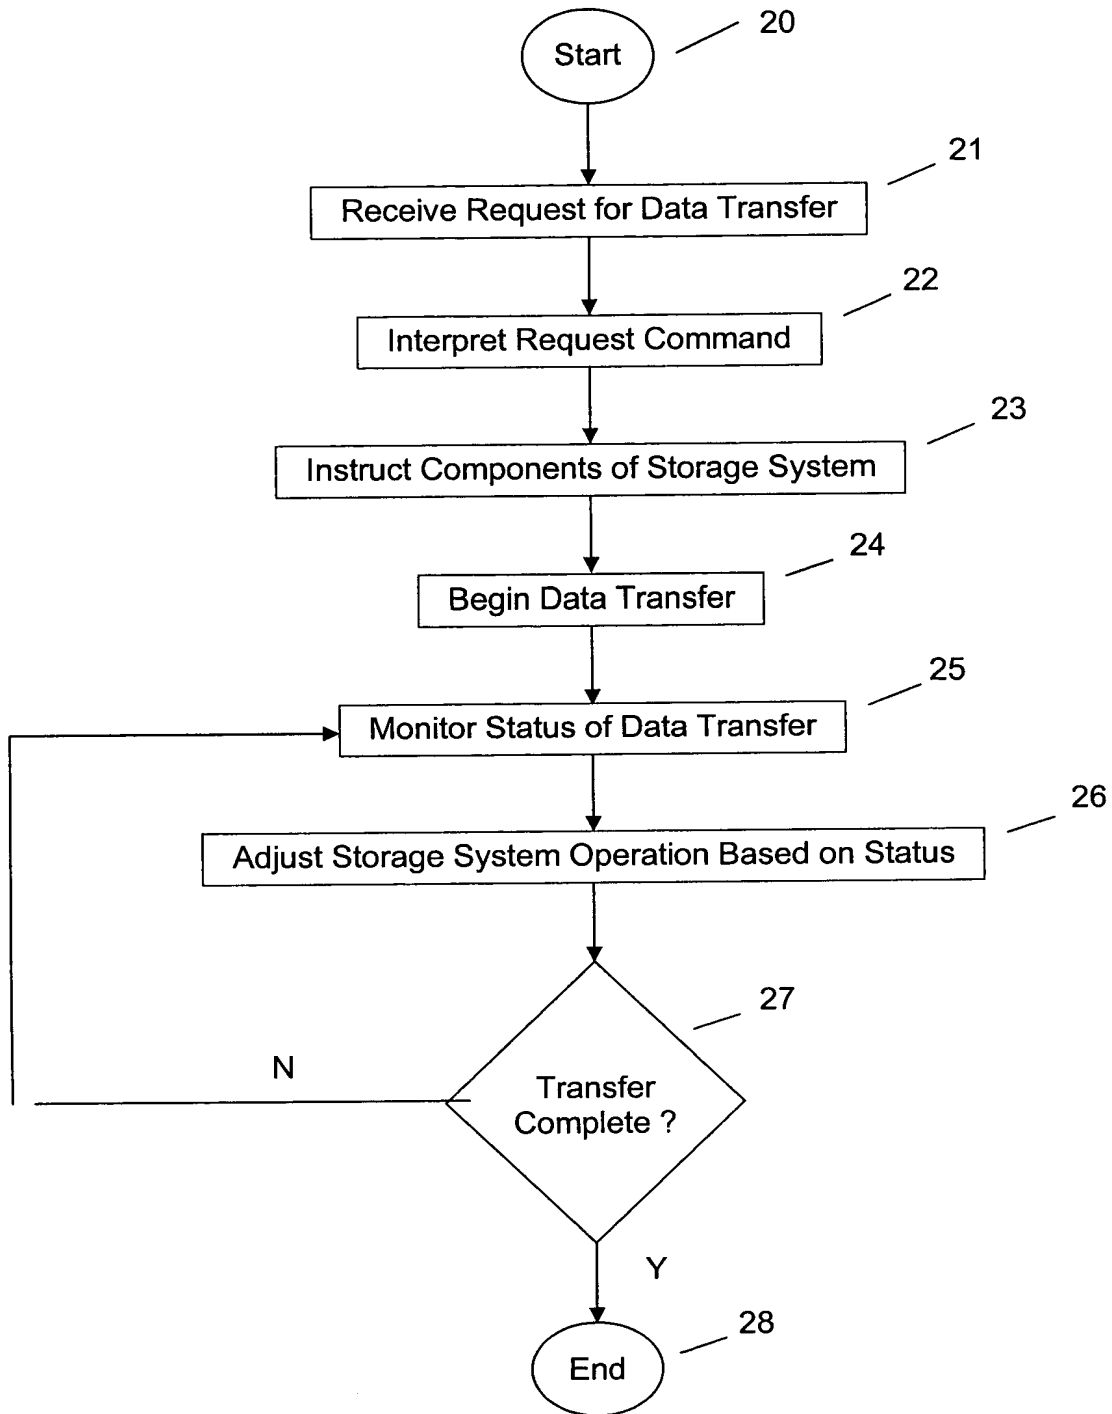 20
Start
21
Receive Request for Data Transfer
22
Interpret Request Command
23
Instruct Components of Storage System
24
Begin Data Transfer
25
Monitor Status of Data Transfer
26
Adjust Storage System Operation Based on Status
27
N
Transfer
Complete ?
Y
28
End